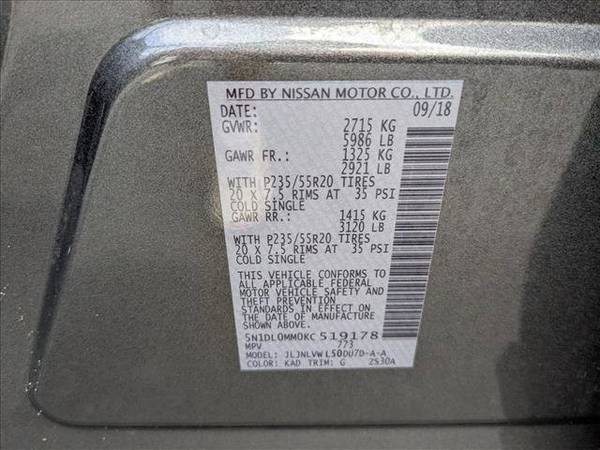 MFD BY NISSAN MOTOR CO., LTD.
DATE: 09/18
GVWR: 2715 KG
5986 LB
GAWR FR.: 1325 KG
2921 LB
WITH P235/55R20 TIRES
20 X 7.5 RIMS AT 35 PSI
COLD SINGLE
GAWR RR.: 1415 KG
3120 LB
WITH P235/55R20 TIRES
20 X 7.5 RIMS AT 35 PSI
COLD SINGLE
THIS VEHICLE CONFORMS TO
ALL APPLICABLE FEDERAL
MOTOR VEHICLE SAFETY AND
THEFT PREVENTION
STANDARDS IN EFFECT ON
THE DATE OF MANUFACTURE
SHOWN ABOVE.
5N1DL0MM0KC 519178
MPV 773
MODEL: JLJNLVWL50DU7D-A-A
COLOR: KAD TRIM: G ZS30A